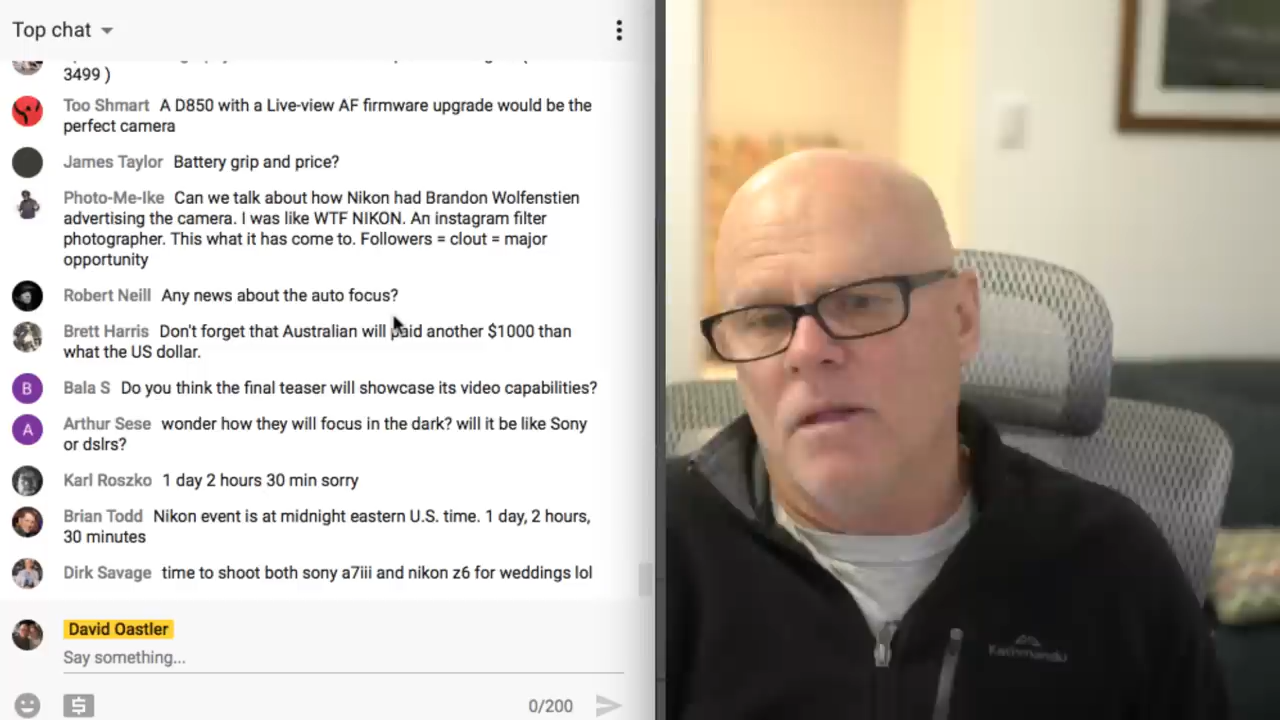 Top chat
3499 )
Too Shmart A D850 with a Live-view AF firmware upgrade would be the
perfect camera
James Taylor Battery grip and price?
Photo-Me-Ike Can we talk about how Nikon had Brandon Wolfenstien
advertising the camera. I was like WTF NIKON. An instagram filter
photographer. This what it has come to. Followers = clout = major
opportunity
Robert Neill Any news about the auto focus?
Brett Harris Don't forget that Australian will paid another $1000 than
what the US dollar.
B
Bala S Do you think the final teaser will showcase its video capabilities?
A
Arthur Sese wonder how they will focus in the dark? will it be like Sony
or dslrs?
Karl Roszko 1 day 2 hours 30 min sorry
Brian Todd Nikon event is at midnight eastern U.S. time. 1 day, 2 hours,
30 minutes
Dirk Savage time to shoot both sony a7iii and nikon z6 for weddings lol
David Oastler
Say something...
$
0/200
Kathmandu